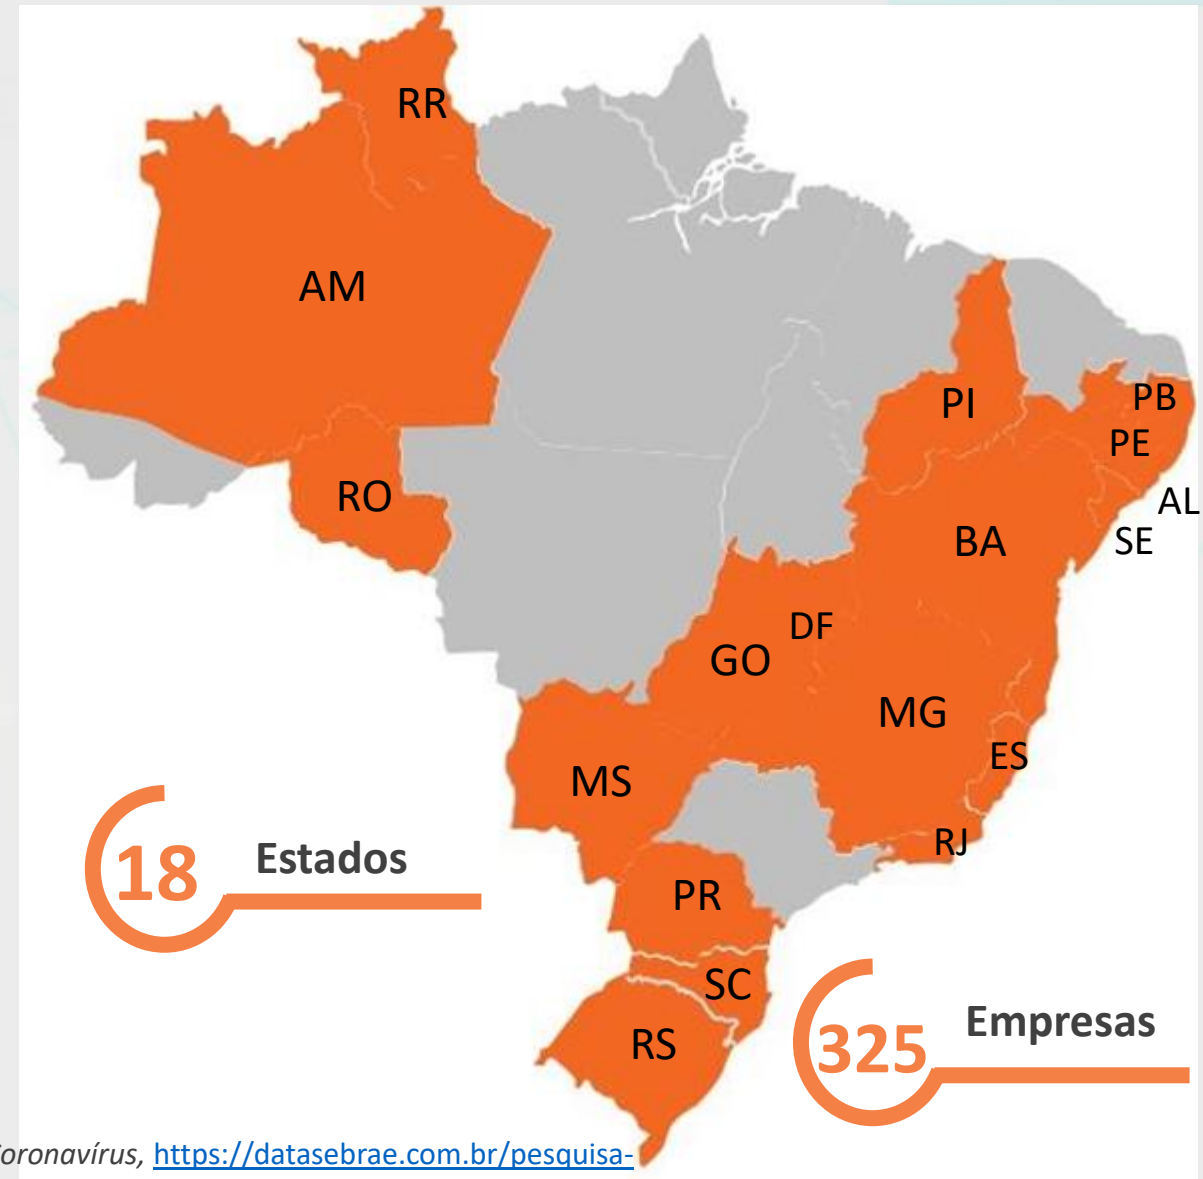 RR
AM
PI
PB
PE
RO
AL
BA
SE
DF
GO
MG
ES
MS
RJ
18
Estados
PR
SC
325
Empresas
RS
oronavírus, https://datasebrae.com.br/pesquisa-